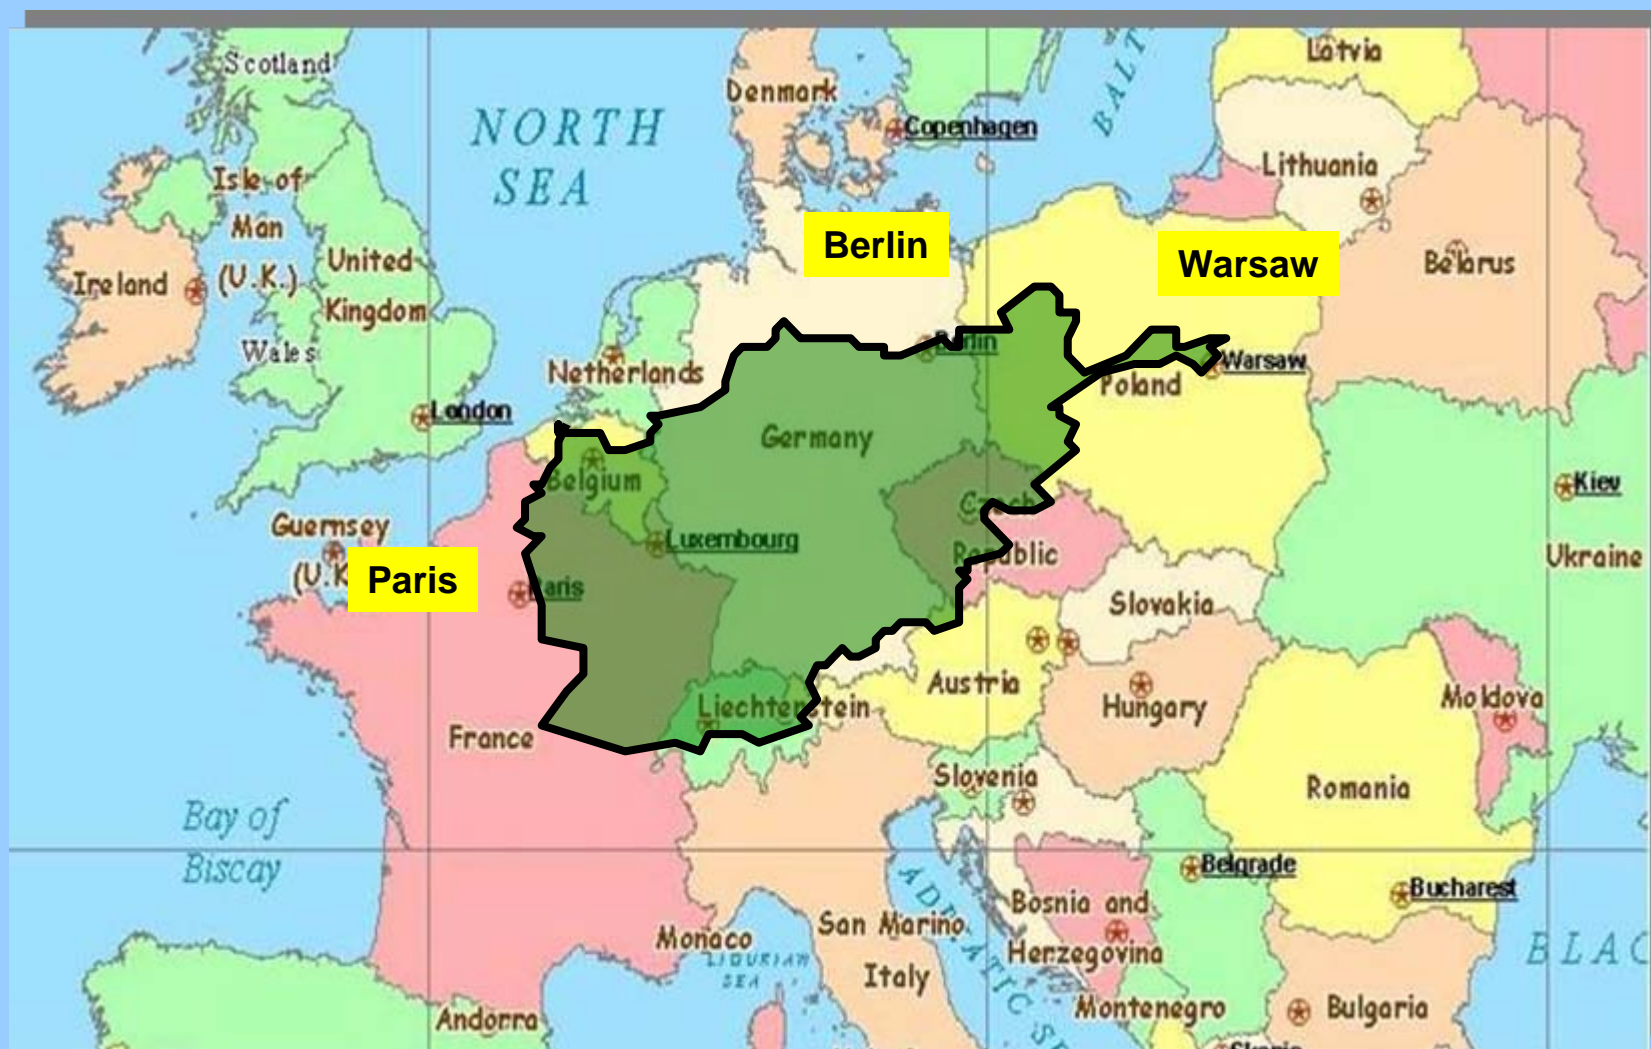 Scotland
Latvia
Denmark
BALT
NORTH
SEA
Copenhagen
Lithuania
Isle of
Man
(U.K.)
Berlin
Warsaw
Belarus
Ireland
United
Kingdom
Wales
Berlin
Warsaw
Netherlands
Poland
London
Germany
Belgium
Kiev
Czech
Republic
Guernsey
(U.K
Luxembourg
Ukraine
Paris
Paris
Slovakia
Austria
Liechtenstein
Hungary
Moldova
France
Slovenia
Romania
Bay of
Biscay
Belgrade
Bucharest
ADRIATIC SE
Bosnia and
Herzegovina
San Marino
Monaco
LIGURIAN
SEA
Italy
BLAC
Montenegro
Bulgaria
Andorra